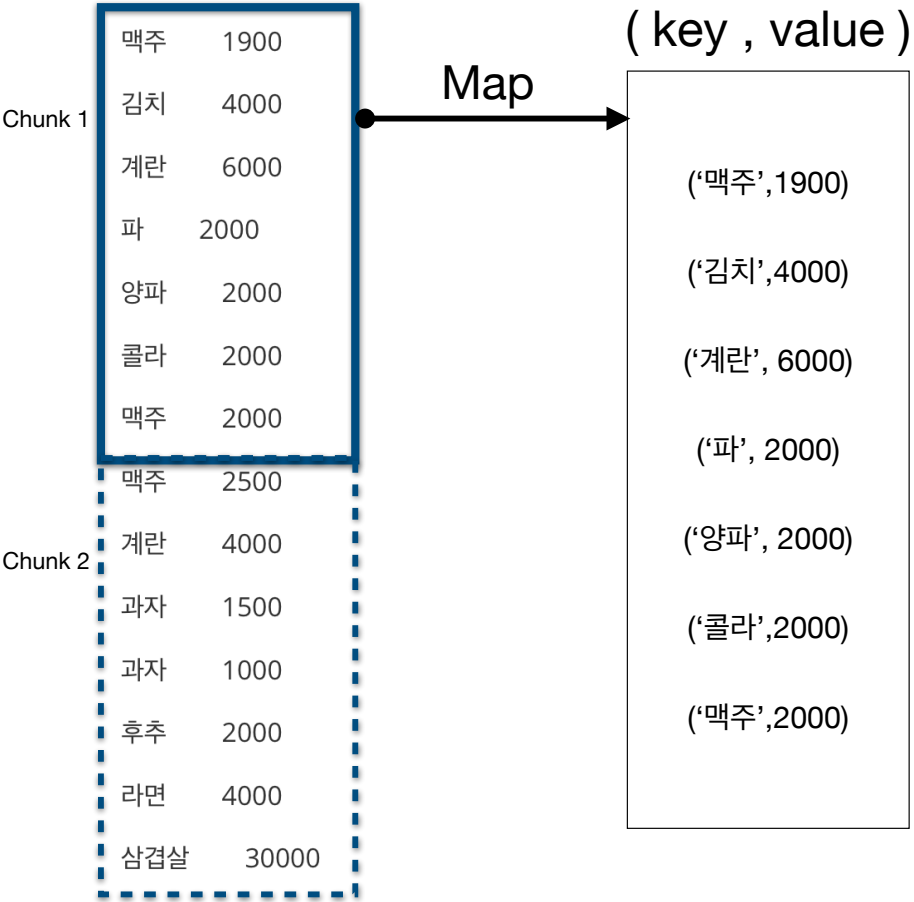 ( key , value )
Map
Chunk 1
맥주 1900
김치 4000
계란 6000
파 2000
양파 2000
콜라 2000
맥주 2000
Chunk 2
맥주 2500
계란 4000
과자 1500
과자 1000
후추 2000
라면 4000
삼겹살 30000
(‘맥주’,1900)
(‘김치’,4000)
(‘계란’, 6000)
(‘파’, 2000)
(‘양파’, 2000)
(‘콜라’,2000)
(‘맥주’,2000)